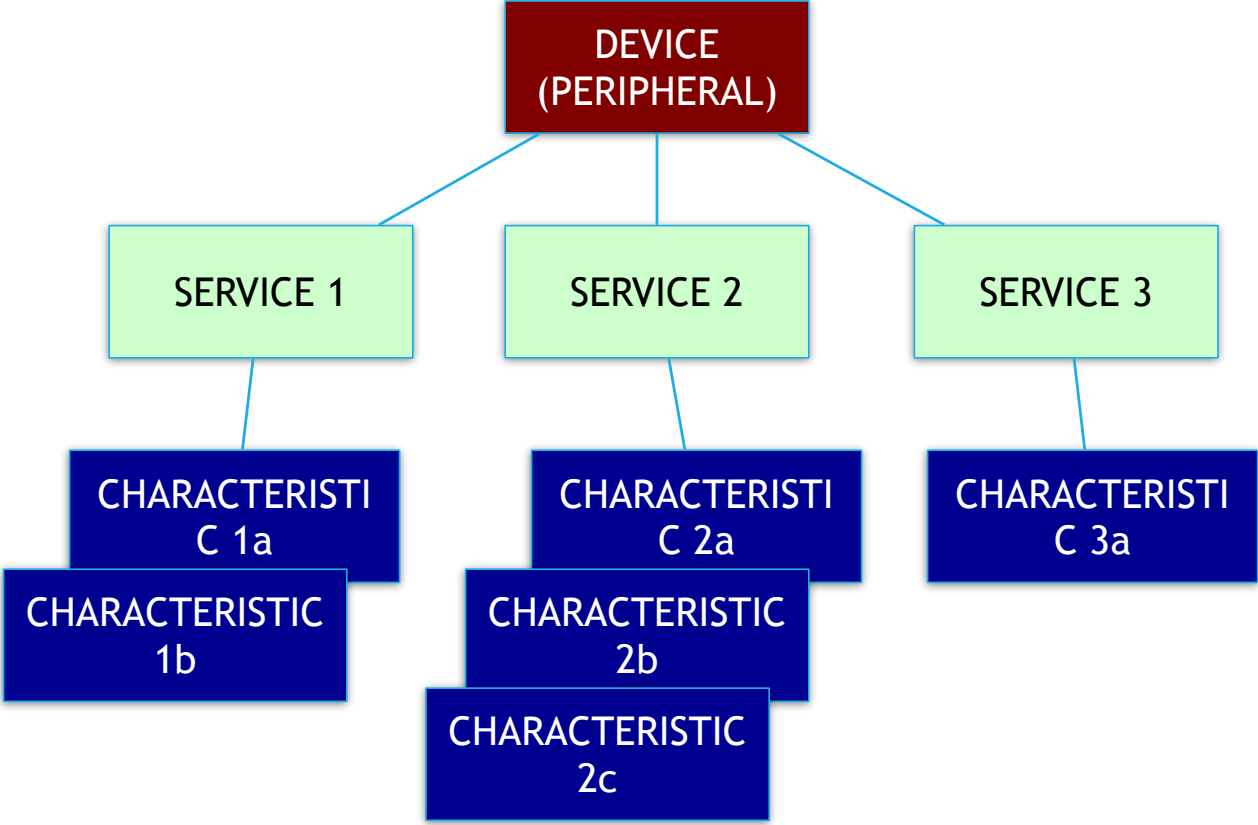 DEVICE
(PERIPHERAL)
SERVICE 1
SERVICE 2
SERVICE 3
CHARACTERISTI
C 1a
CHARACTERISTIC
1b
CHARACTERISTI
C 2a
CHARACTERISTIC
2b
CHARACTERISTIC
2c
CHARACTERISTI
C 3a